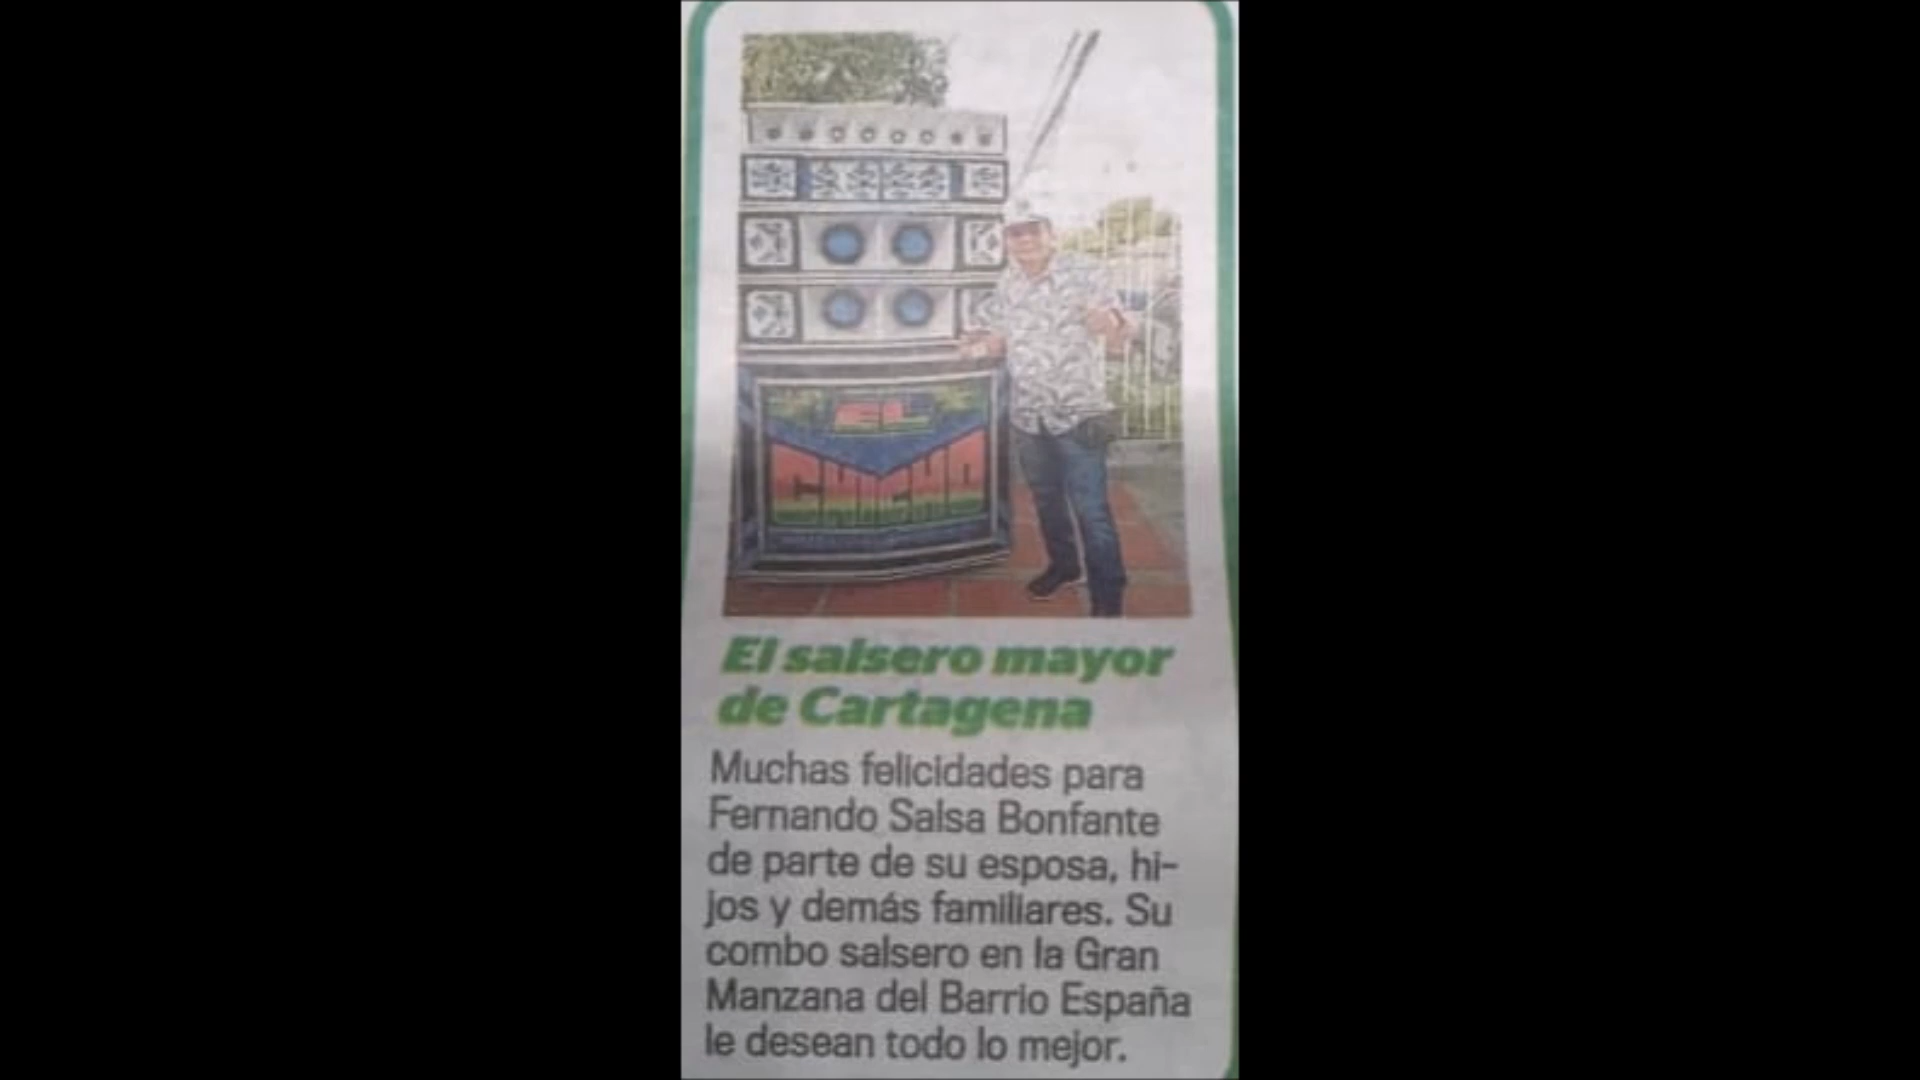 EL
El salsero mayor
de Cartagena
Muchas felicidades para
Fernando Salsa Bonfante
de parte de su esposa, hi-
jos y demás familiares. Su
combo salsero en la Gran
Manzana del Barrio España
le desean todo lo mejor.